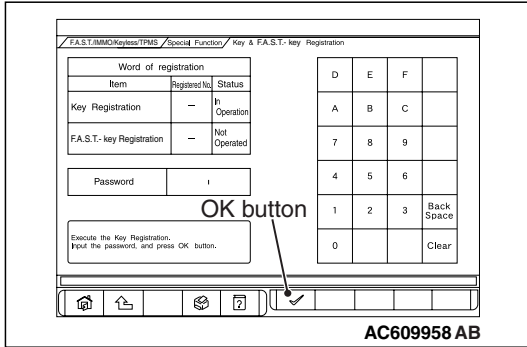 F.A.S.T./IMMO/Keyless/TPMS Special Function Key & F.A.S.T.- key Registration
Word of registration
Item Registered No. Status
Key Registration – In Operation
F.A.S.T.- key Registration – Not Operated
Password
Execute the Key Registration.
Input the password, and press OK button.
OK button
D E F
A B C
7 8 9
4 5 6
1 2 3 Back Space
0 Clear
?
AC609958 AB